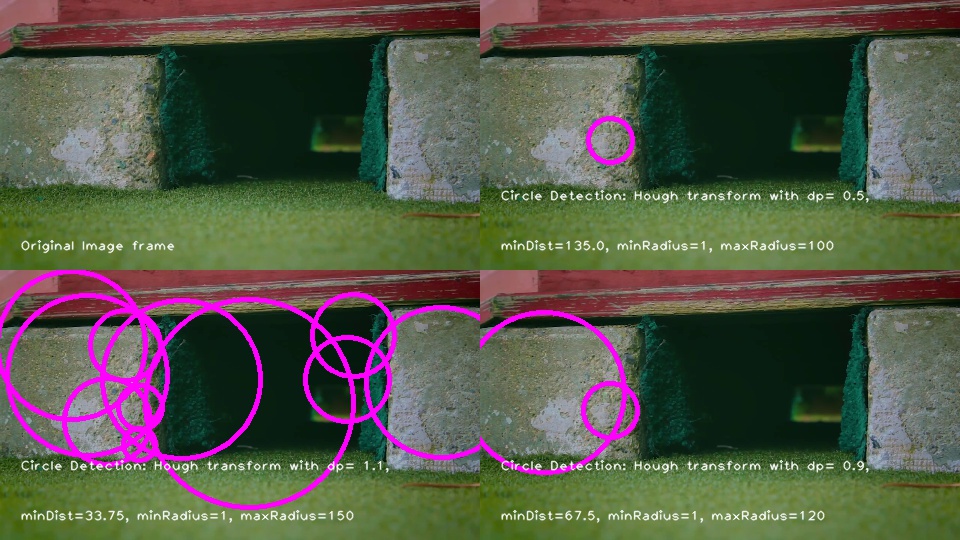 Original Image frame
Circle Detection: Hough transform with dp= 0.5,
minDist=135.0, minRadius=1, maxRadius=100
Circle Detection: Hough transform with dp= 1.1,
minDist=33.75, minRadius=1, maxRadius=150
Circle Detection: Hough transform with dp= 0.9,
minDist=67.5, minRadius=1, maxRadius=120